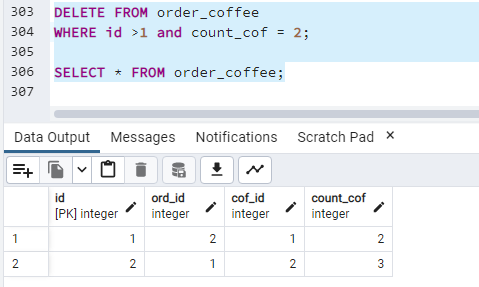 303 DELETE FROM order_coffee
304 WHERE id >1 and count_cof = 2;
305
306 SELECT * FROM order_coffee;
307
Data Output Messages Notifications Scratch Pad ×
id ord_id cof_id count_cof
[PK] integer integer integer integer
1 1 2 1 2
2 2 1 2 3